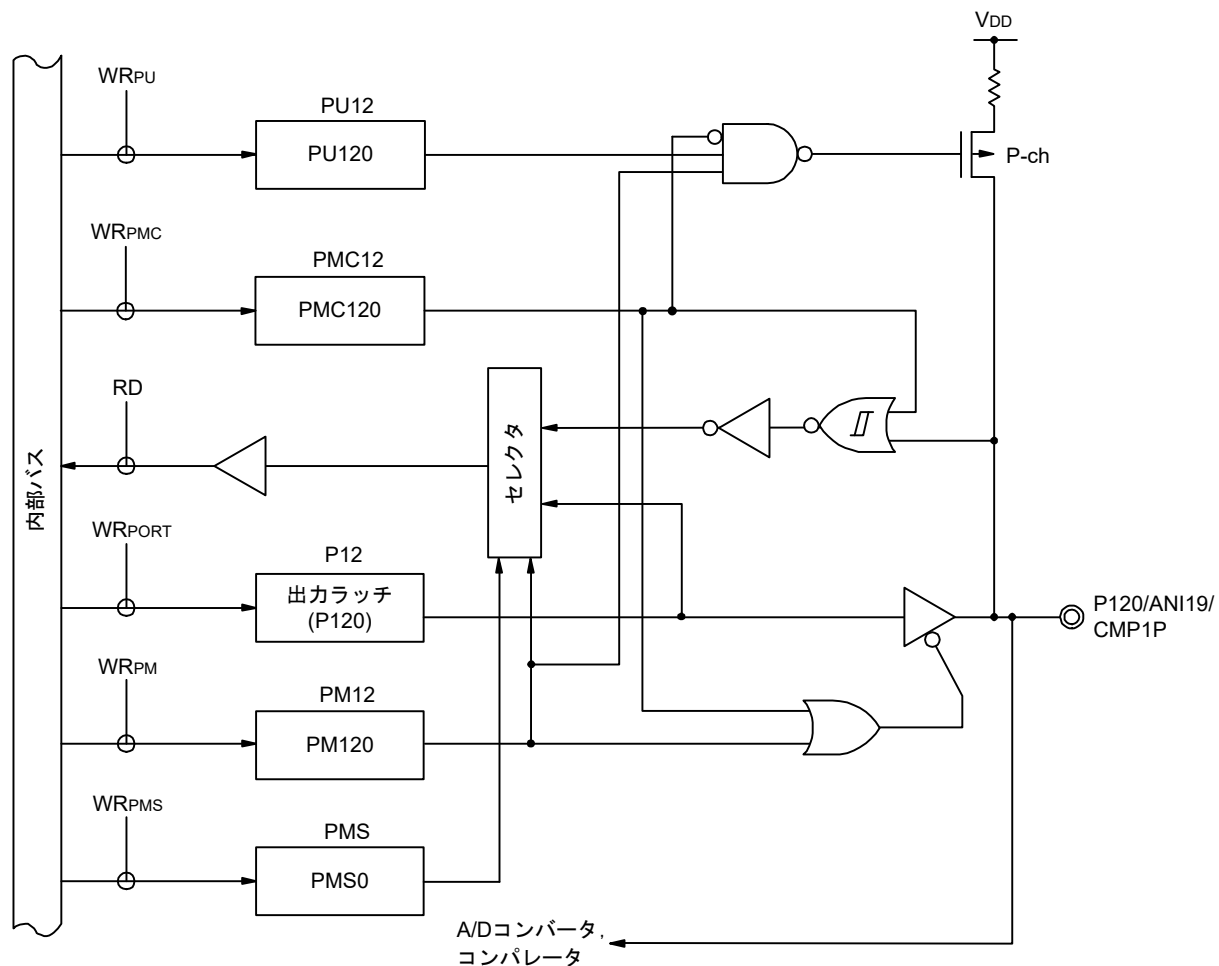 VDD
WRPU
PU12
PU120
P-ch
WRPMC
PMC12
PMC120
RD
セレクタ
内部バス
WRPORT
P12
出力ラッチ
(P120)
P120/ANI19/
CMP1P
WRPM
PM12
PM120
WRPMS
PMS
PMS0
A/Dコンバータ,
コンパレータ